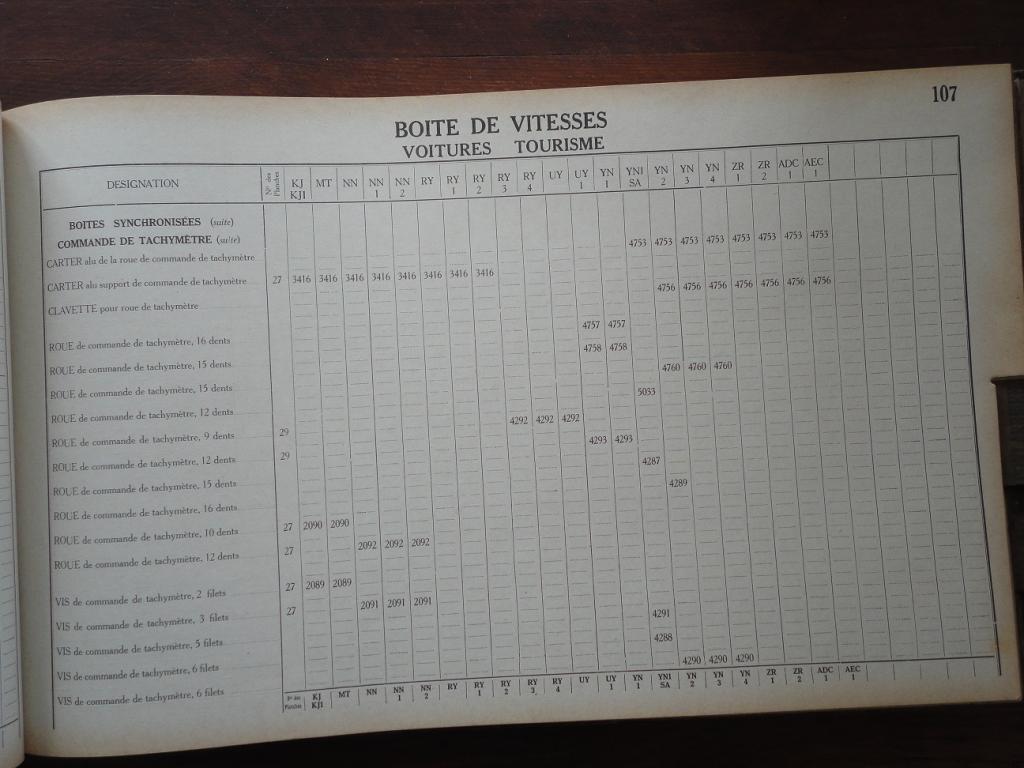 107
BOITE DE VITESSES
VOITURES TOURISME
DESIGNATION Nos des Planches KJ KJ1 MT NN NN 1 NN 2 RY RY 1 RY 2 RY 3 RY 4 UY UY 1 YN 1 YN1 SA YN 2 YN 3 YN 4 ZR 1 ZR 2 ADC 1 AEC 1
BOITES SYNCHRONISÉES (suite)
COMMANDE DE TACHYMÈTRE (suite)
CARTER alu de la roue de commande de tachymètre 4753 4753 4753 4753 4753 4753 4753 4753
CARTER alu support de commande de tachymètre 27 3416 3416 3416 3416 3416 3416 3416 3416
CLAVETTE pour roue de tachymètre 4756 4756 4756 4756 4756 4756 4756
ROUE de commande de tachymètre, 16 dents 4757 4757
ROUE de commande de tachymètre, 15 dents 4758 4758
ROUE de commande de tachymètre, 15 dents 4760 4760 4760
ROUE de commande de tachymètre, 12 dents 5033
ROUE de commande de tachymètre, 9 dents 29 4292 4292 4292
ROUE de commande de tachymètre, 12 dents 29 4293 4293
ROUE de commande de tachymètre, 15 dents 4287
ROUE de commande de tachymètre, 16 dents 4289
ROUE de commande de tachymètre, 10 dents 27 2090 2090
ROUE de commande de tachymètre, 12 dents 27 2092 2092 2092
VIS de commande de tachymètre, 2 filets 27 2089 2089
VIS de commande de tachymètre, 3 filets 27 2091 2091 2091
VIS de commande de tachymètre, 5 filets 4291
VIS de commande de tachymètre, 6 filets 4288
VIS de commande de tachymètre, 6 filets 4290 4290 4290
Nos des Planches KJ KJ1 MT NN NN 1 NN 2 RY RY 1 RY 2 RY 3 RY 4 UY UY 1 YN 1 YN1 SA YN 2 YN 3 YN 4 ZR 1 ZR 2 ADC 1 AEC 1